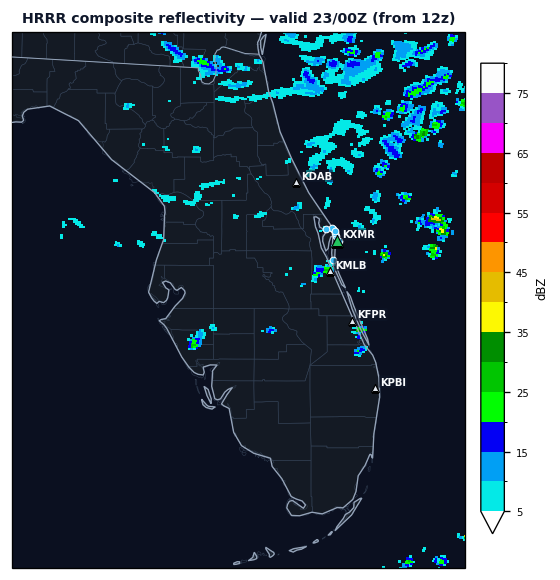 HRRR composite reflectivity — valid 23/00Z (from 12z)
75
65
55
45
35
25
15
5
dBZ
KDAB
KXMR
KMLB
KFPR
KPBI